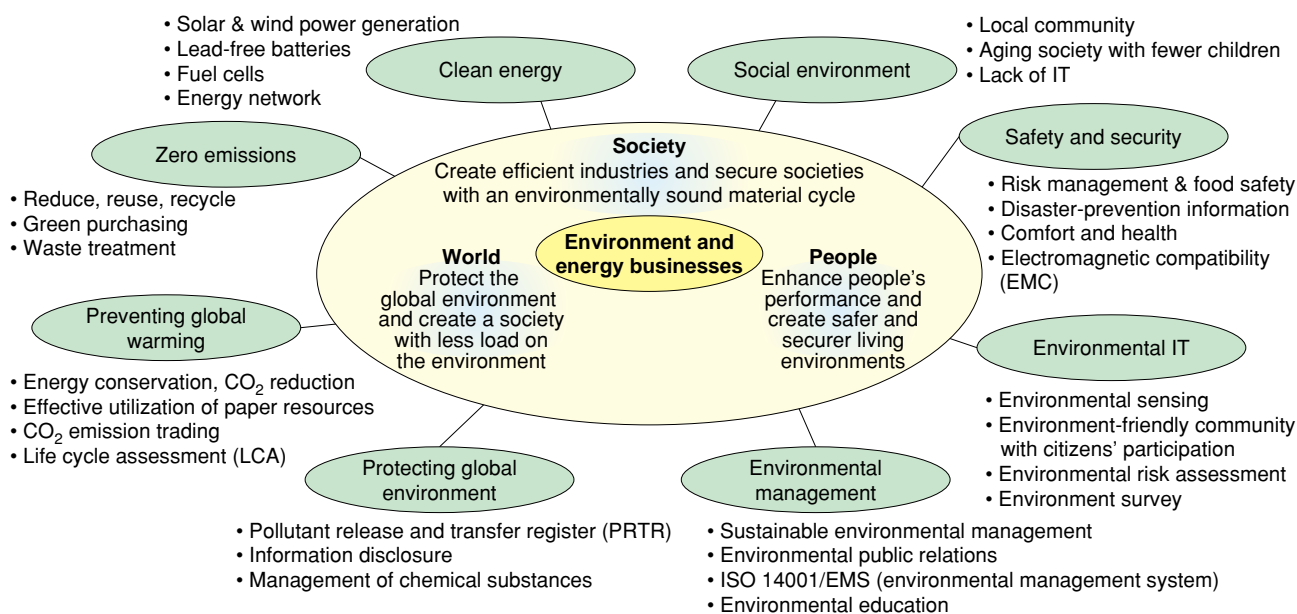 • Solar & wind power generation
• Lead-free batteries
• Fuel cells
• Energy network
Clean energy
Social environment
• Local community
• Aging society with fewer children
• Lack of IT
Zero emissions
• Reduce, reuse, recycle
• Green purchasing
• Waste treatment
Society
Create efficient industries and secure societies
with an environmentally sound material cycle
Safety and security
• Risk management & food safety
• Disaster-prevention information
• Comfort and health
• Electromagnetic compatibility
(EMC)
Environment and
energy businesses
World
Protect the
global environment
and create a society
with less load on
the environment
People
Enhance people's
performance and
create safer and
securer living
environments
Preventing global
warming
• Energy conservation, CO₂ reduction
• Effective utilization of paper resources
• CO₂ emission trading
• Life cycle assessment (LCA)
Environmental IT
• Environmental sensing
• Environment-friendly community
with citizens' participation
• Environmental risk assessment
• Environment survey
Protecting global
environment
• Pollutant release and transfer register (PRTR)
• Information disclosure
• Management of chemical substances
Environmental
management
• Sustainable environmental management
• Environmental public relations
• ISO 14001/EMS (environmental management system)
• Environmental education